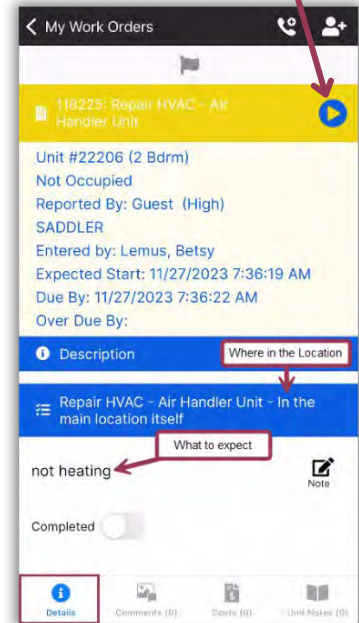 My Work Orders
118225: Repair HVAC - Air
Handler Unit
Unit #22206 (2 Bdrm)
Not Occupied
Reported By: Guest (High)
SADDLER
Entered by: Lemus, Betsy
Expected Start: 11/27/2023 7:36:19 AM
Due By: 11/27/2023 7:36:22 AM
Over Due By:
Description
Where in the Location
Repair HVAC - Air Handler Unit - In the
main location itself
What to expect
not heating
Note
Completed
Details
Comments (0)
Costs (0)
Unit Notes (0)